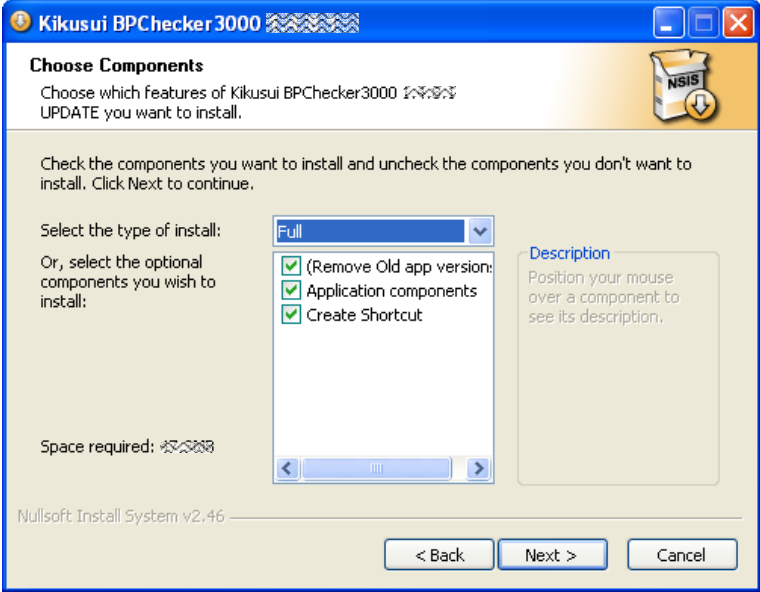 Kikusui BPChecker3000
Choose Components
Choose which features of Kikusui BPChecker3000
UPDATE you want to install.
NSIS
Check the components you want to install and uncheck the components you don't want to
install. Click Next to continue.
Select the type of install:
Full
Or, select the optional
components you wish to
install:
(Remove Old app version
Application components
Create Shortcut
Description
Position your mouse
over a component to
see its description.
Space required:
Nullsoft Install System v2.46
< Back
Next >
Cancel